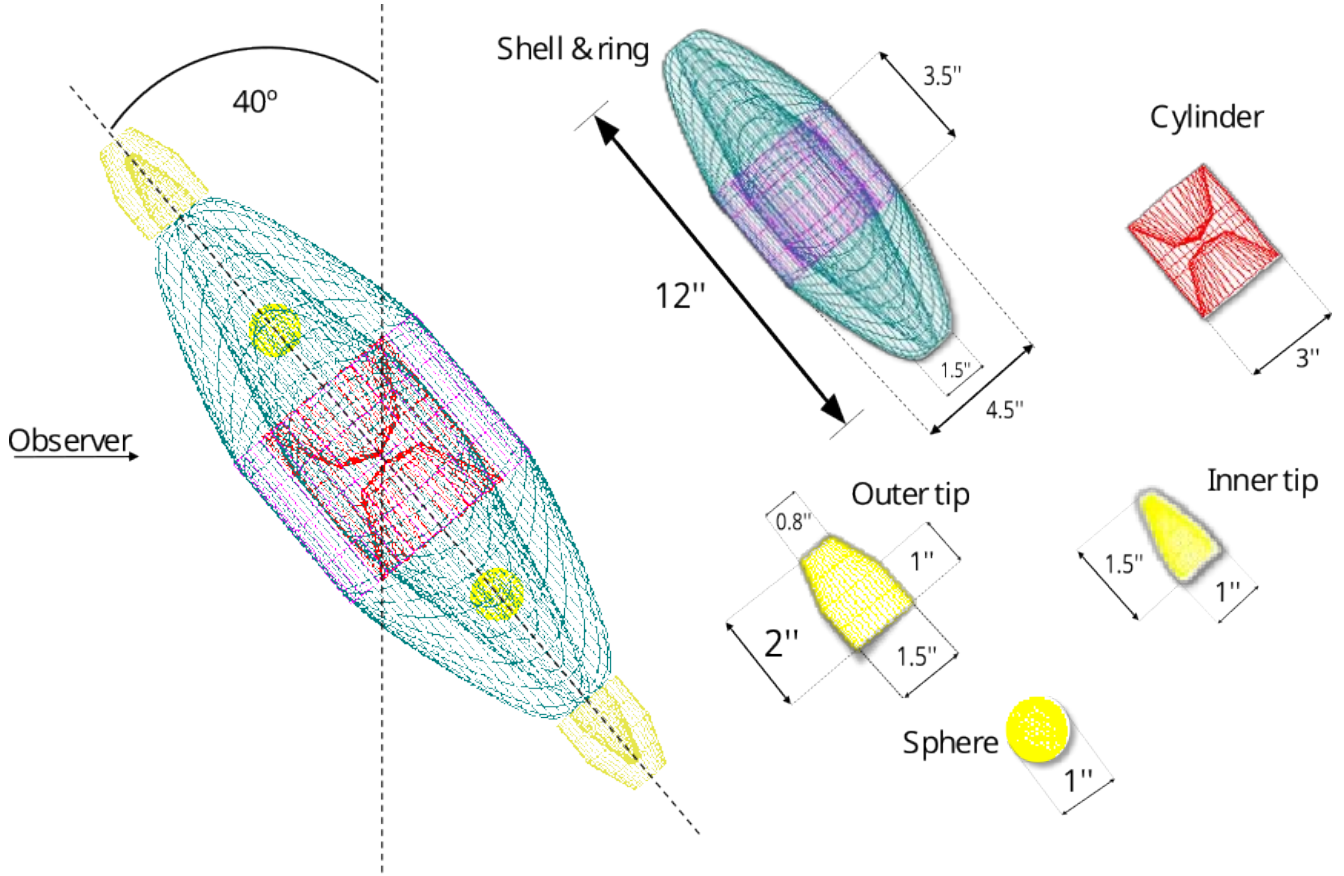 40º
Observer
Shell & ring
3.5"
12"
1.5"
4.5"
Cylinder
3"
Outer tip
0.8"
1"
2"
1.5"
Inner tip
1.5"
1"
Sphere
1"